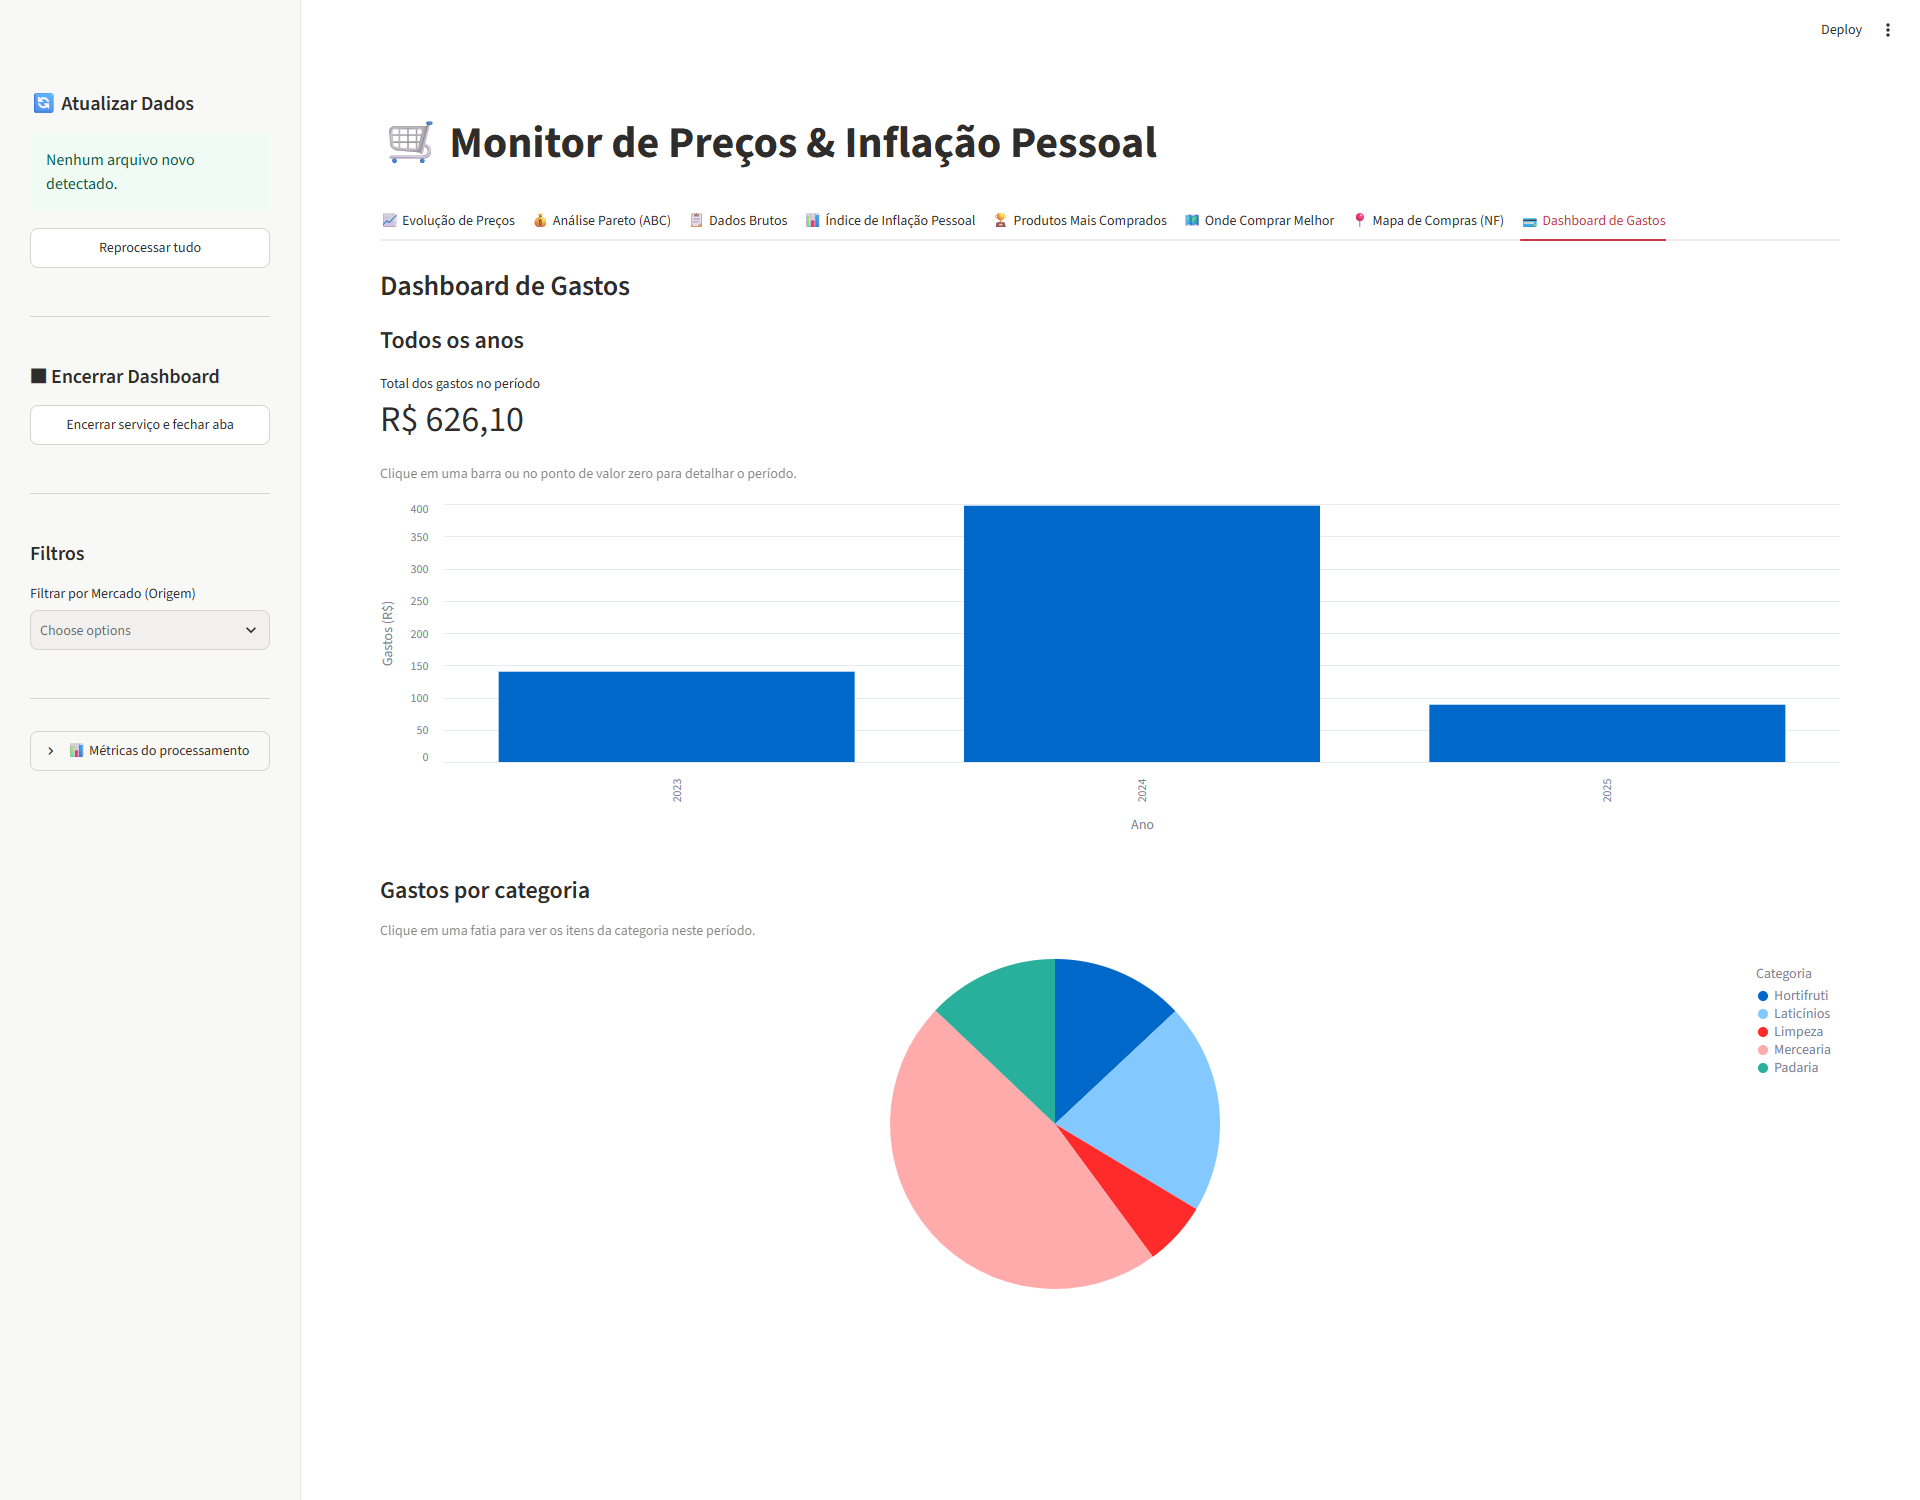 Deploy
Atualizar Dados
Nenhum arquivo novo
detectado.
Reprocessar tudo
Encerrar Dashboard
Encerrar serviço e fechar aba
Filtros
Filtrar por Mercado (Origem)
Choose options
Métricas do processamento
Monitor de Preços & Inflação Pessoal
Evolução de Preços
Análise Pareto (ABC)
Dados Brutos
Índice de Inflação Pessoal
Produtos Mais Comprados
Onde Comprar Melhor
Mapa de Compras (NF)
Dashboard de Gastos
Dashboard de Gastos
Todos os anos
Total dos gastos no período
R$ 626,10
Clique em uma barra ou no ponto de valor zero para detalhar o período.
Gastos (R$)
400
350
300
250
200
150
100
50
0
2023
2024
2025
Ano
Gastos por categoria
Clique em uma fatia para ver os itens da categoria neste período.
Categoria
Hortifruti
Laticínios
Limpeza
Mercearia
Padaria